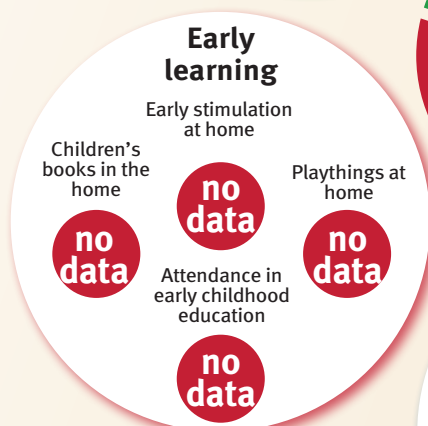 Early
learning
Early stimulation
at home
no
data
Children’s
books in the
home
no
data
Playthings at
home
no
data
Attendance in
early childhood
education
no
data